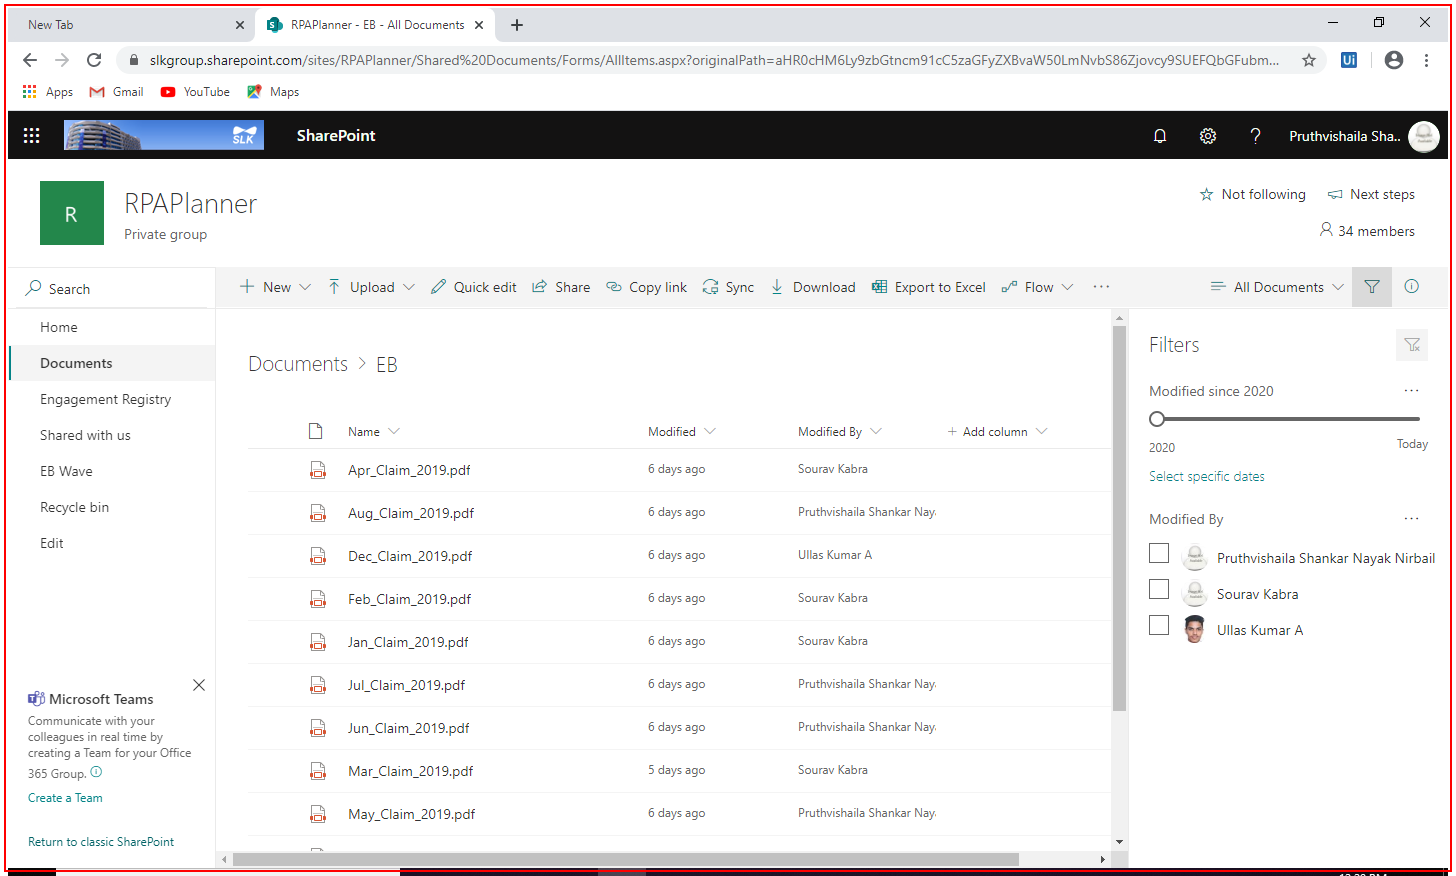 New Tab
RPAPlanner - EB - All Documents
slkgroup.sharepoint.com/sites/RPAPlanner/Shared%20Documents/Forms/AllItems.aspx?originalPath=aHR0cHM6Ly9zbGtncm91cC5zaGFyZXBvaW50LmNvbS86Zjovcy9SUEFQbGFubm...
Ui
Apps Gmail YouTube Maps
SLK SharePoint Pruthvishaila Sha..
R
RPAPlanner
Private group
Not following Next steps
34 members
Search
New Upload Quick edit Share Copy link Sync Download Export to Excel Flow ... All Documents
Home
Documents
Engagement Registry
Shared with us
EB Wave
Recycle bin
Edit
Microsoft Teams
Communicate with your
colleagues in real time by
creating a Team for your Office
365 Group.
Create a Team
Return to classic SharePoint
Documents > EB
Name Modified Modified By + Add column
Apr_Claim_2019.pdf 6 days ago Sourav Kabra
Aug_Claim_2019.pdf 6 days ago Pruthvishaila Shankar Nay
Dec_Claim_2019.pdf 6 days ago Ullas Kumar A
Feb_Claim_2019.pdf 6 days ago Sourav Kabra
Jan_Claim_2019.pdf 6 days ago Sourav Kabra
Jul_Claim_2019.pdf 6 days ago Pruthvishaila Shankar Nay
Jun_Claim_2019.pdf 6 days ago Pruthvishaila Shankar Nay
Mar_Claim_2019.pdf 5 days ago Sourav Kabra
May_Claim_2019.pdf 6 days ago Pruthvishaila Shankar Nay
Filters
Modified since 2020 ...
2020 Today
Select specific dates
Modified By ...
Pruthvishaila Shankar Nayak Nirbail
Sourav Kabra
Ullas Kumar A